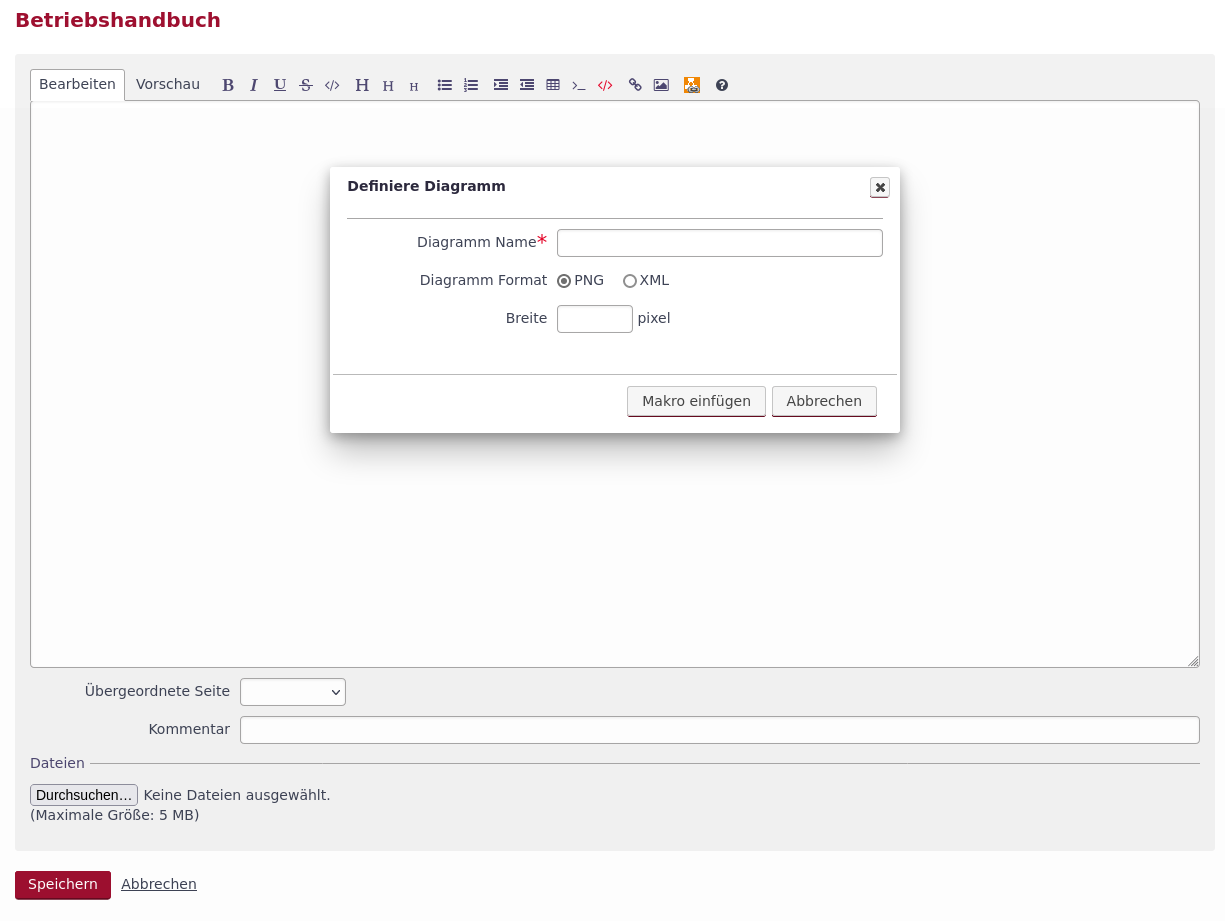 Betriebshandbuch
Bearbeiten Vorschau B I U S </> H H H >_ </>
Definiere Diagramm
Diagramm Name*
Diagramm Format PNG XML
Breite pixel
Makro einfügen Abbrechen
Übergeordnete Seite
Kommentar
Dateien
Durchsuchen... Keine Dateien ausgewählt.
(Maximale Größe: 5 MB)
Speichern Abbrechen